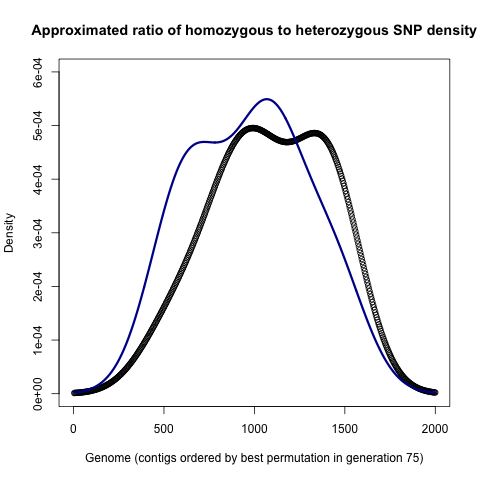 Approximated ratio of homozygous to heterozygous SNP density
6e-04
5e-04
4e-04
3e-04
2e-04
1e-04
0e+00
Density
0 500 1000 1500 2000
Genome (contigs ordered by best permutation in generation 75)